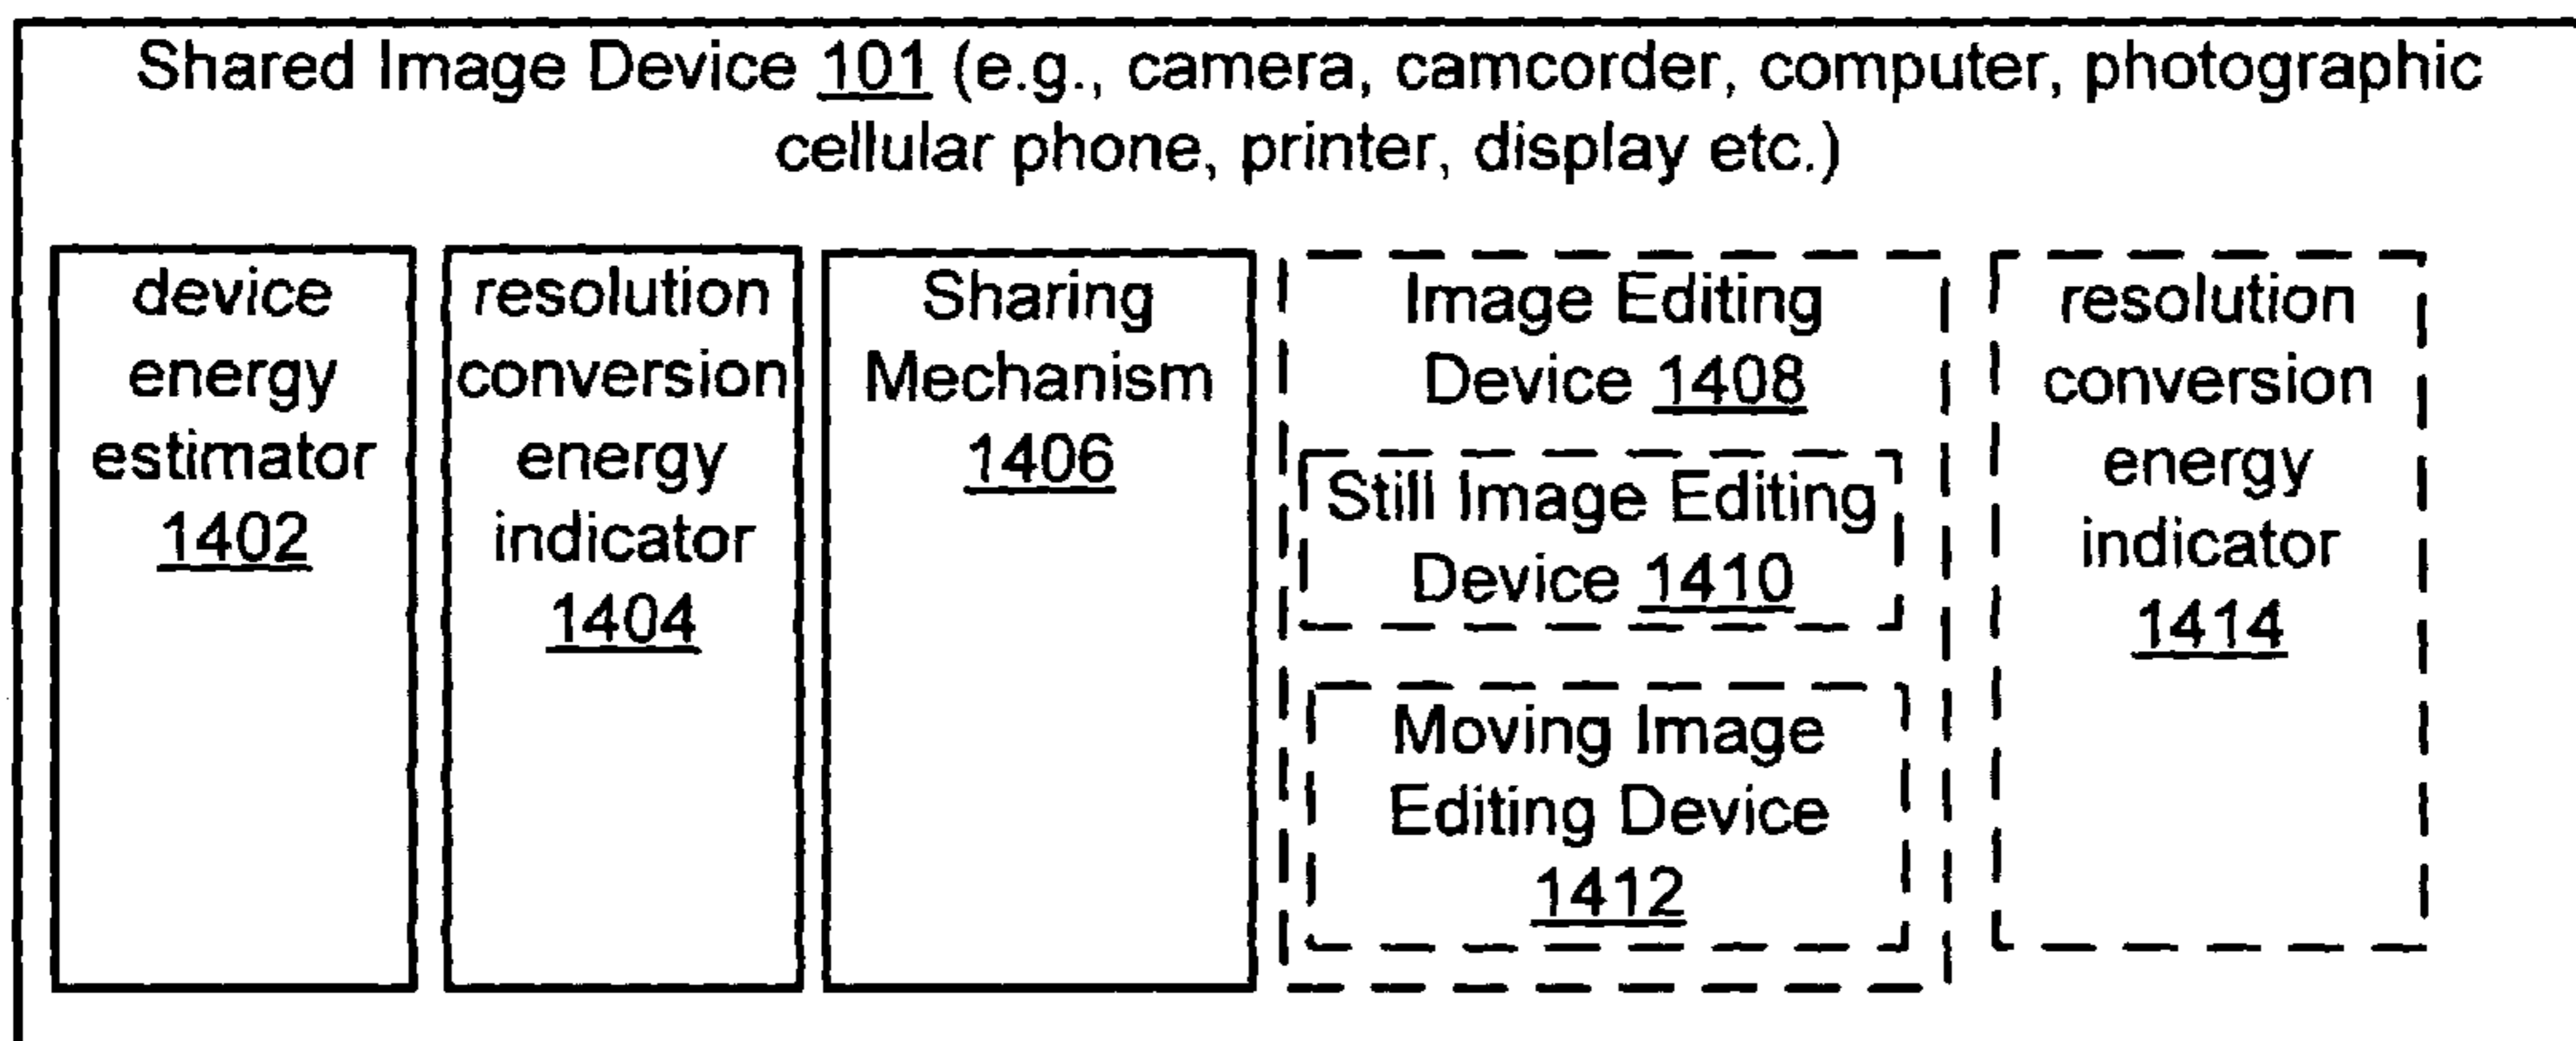 Shared Image Device 101 (e.g., camera, camcorder, computer, photographic
cellular phone, printer, display etc.)
device
energy
estimator
1402
resolution
conversion
energy
indicator
1404
Sharing
Mechanism
1406
Image Editing
Device 1408
Still Image Editing
Device 1410
Moving Image
Editing Device
1412
resolution
conversion
energy
indicator
1414